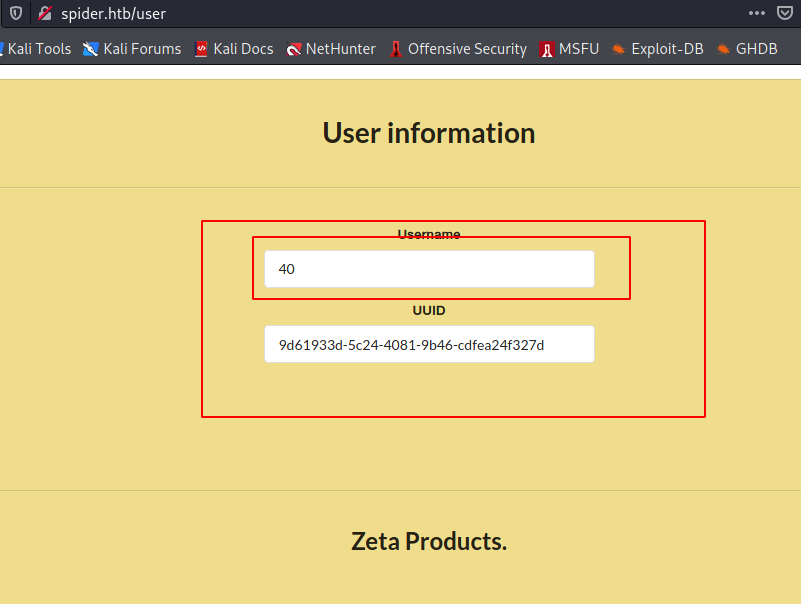 spider.htb/user
Kali Tools Kali Forums Kali Docs NetHunter Offensive Security MSFU Exploit-DB GHDB
User information
Username
40
UUID
9d61933d-5c24-4081-9b46-cdfea24f327d
Zeta Products.